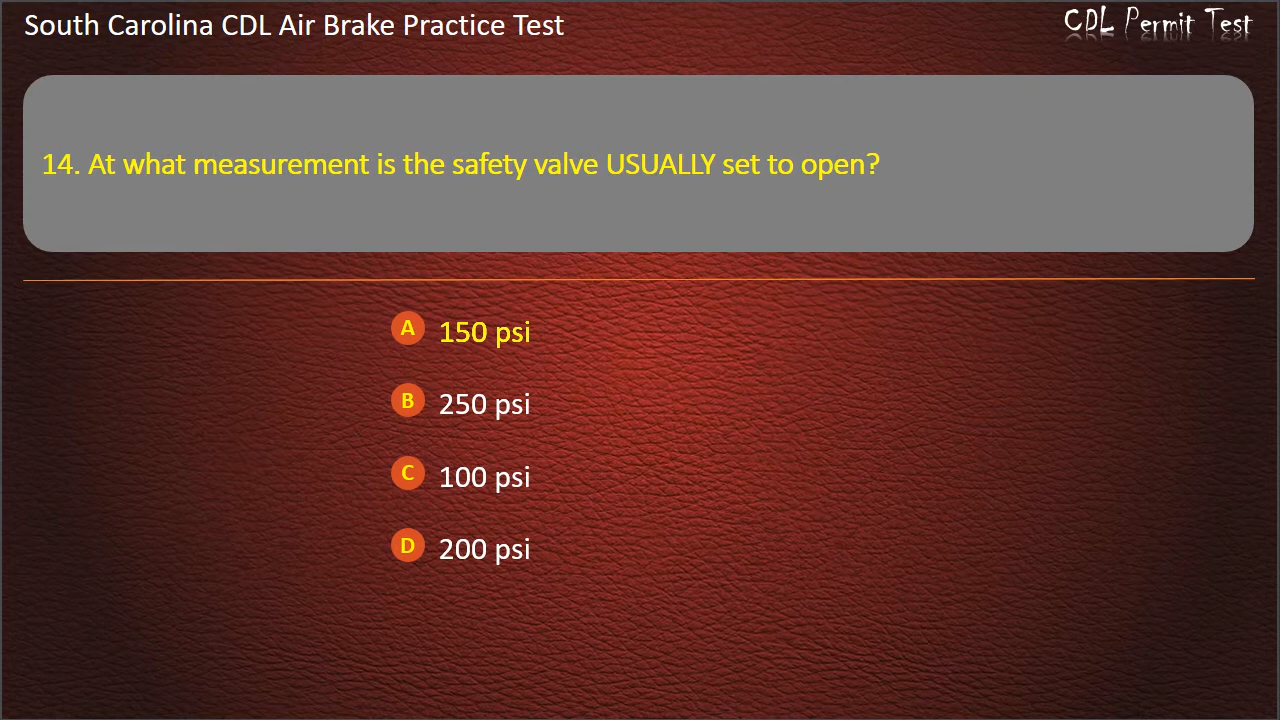 South Carolina CDL Air Brake Practice Test
CDL Permit Test
14. At what measurement is the safety valve USUALLY set to open?
A 150 psi
B 250 psi
C 100 psi
D 200 psi